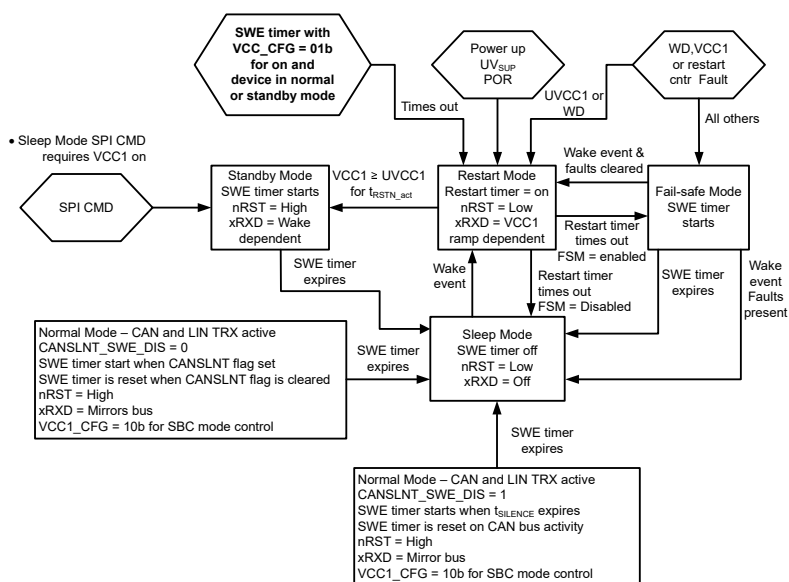 SWE timer with
VCC_CFG = 01b
for on and
device in normal
or standby mode
Power up
UVSUP
POR
WD,VCC1
or restart
cntr Fault
Times out
UVCC1 or
WD
All others
• Sleep Mode SPI CMD
requires VCC1 on
SPI CMD
Standby Mode
SWE timer starts
nRST = High
xRXD = Wake
dependent
VCC1 ≥ UVCC1
for tRSTN_act
Restart Mode
Restart timer = on
nRST = Low
xRXD = VCC1
ramp dependent
Wake event &
faults cleared
Fail-safe Mode
SWE timer
starts
Restart timer
times out
FSM = enabled
SWE timer
expires
Wake
event
Restart timer
times out
FSM = Disabled
SWE timer
expires
Wake
event
Faults
present
Normal Mode – CAN and LIN TRX active
CANSLNT_SWE_DIS = 0
SWE timer start when CANSLNT flag set
SWE timer is reset when CANSLNT flag is cleared
nRST = High
xRXD = Mirrors bus
VCC1_CFG = 10b for SBC mode control
SWE timer
expires
Sleep Mode
SWE timer off
nRST = Low
xRXD = Off
SWE timer
expires
Normal Mode – CAN and LIN TRX active
CANSLNT_SWE_DIS = 1
SWE timer starts when tSILENCE expires
SWE timer is reset on CAN bus activity
nRST = High
xRXD = Mirror bus
VCC1_CFG = 10b for SBC mode control